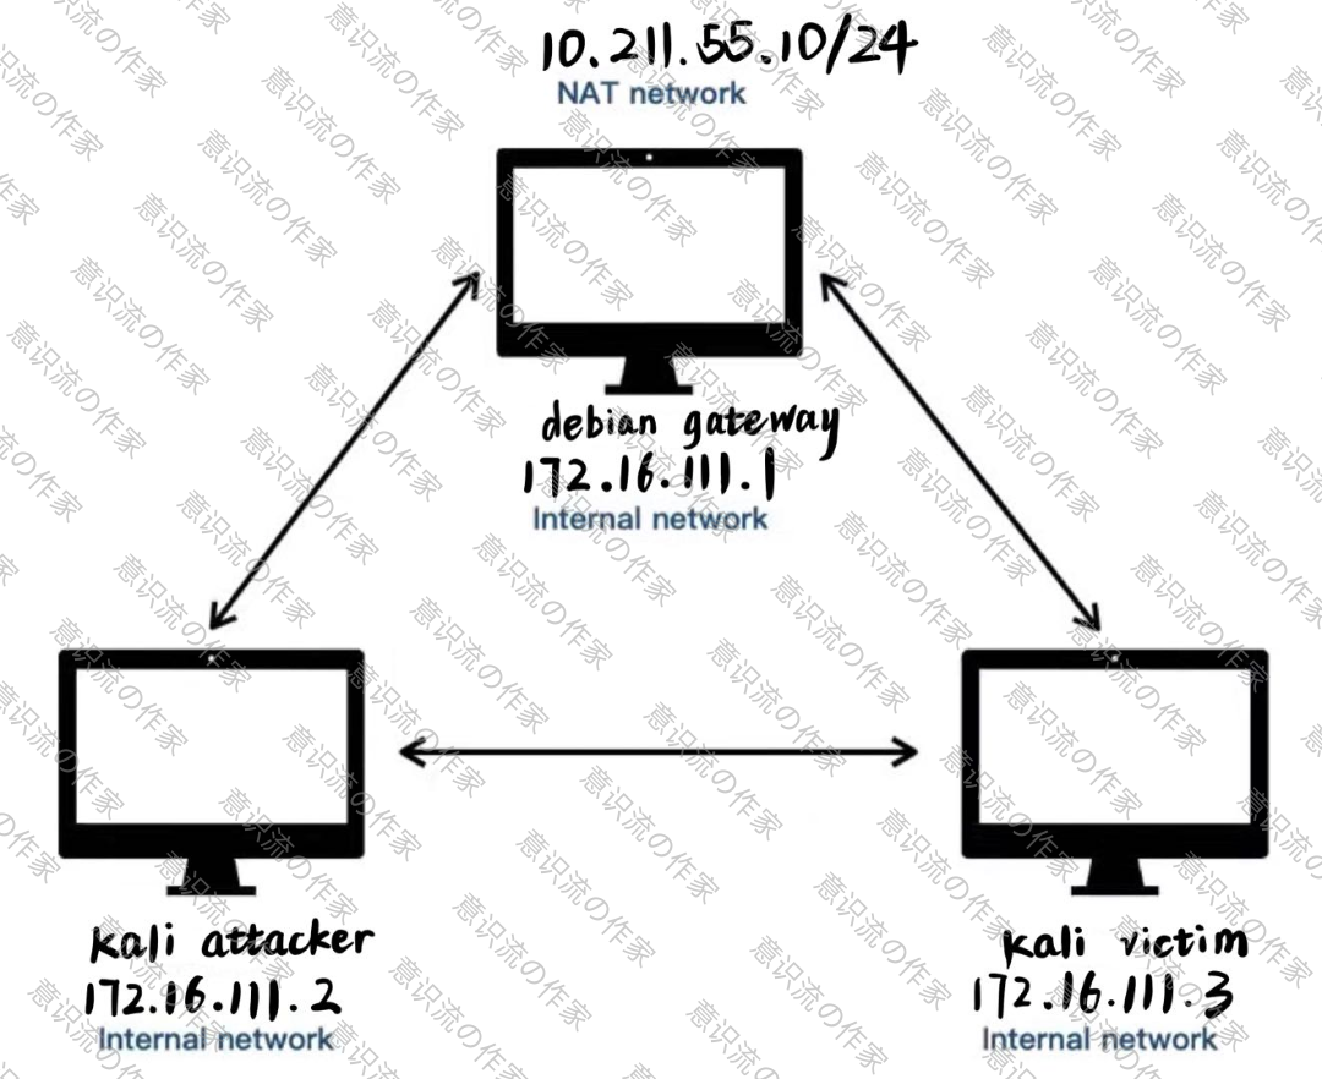 10.211.55.10/24
NAT network
debian gateway
172.16.111.1
Internal network
kali attacker
172.16.111.2
Internal network
kali victim
172.16.111.3
Internal network
意识流の作家